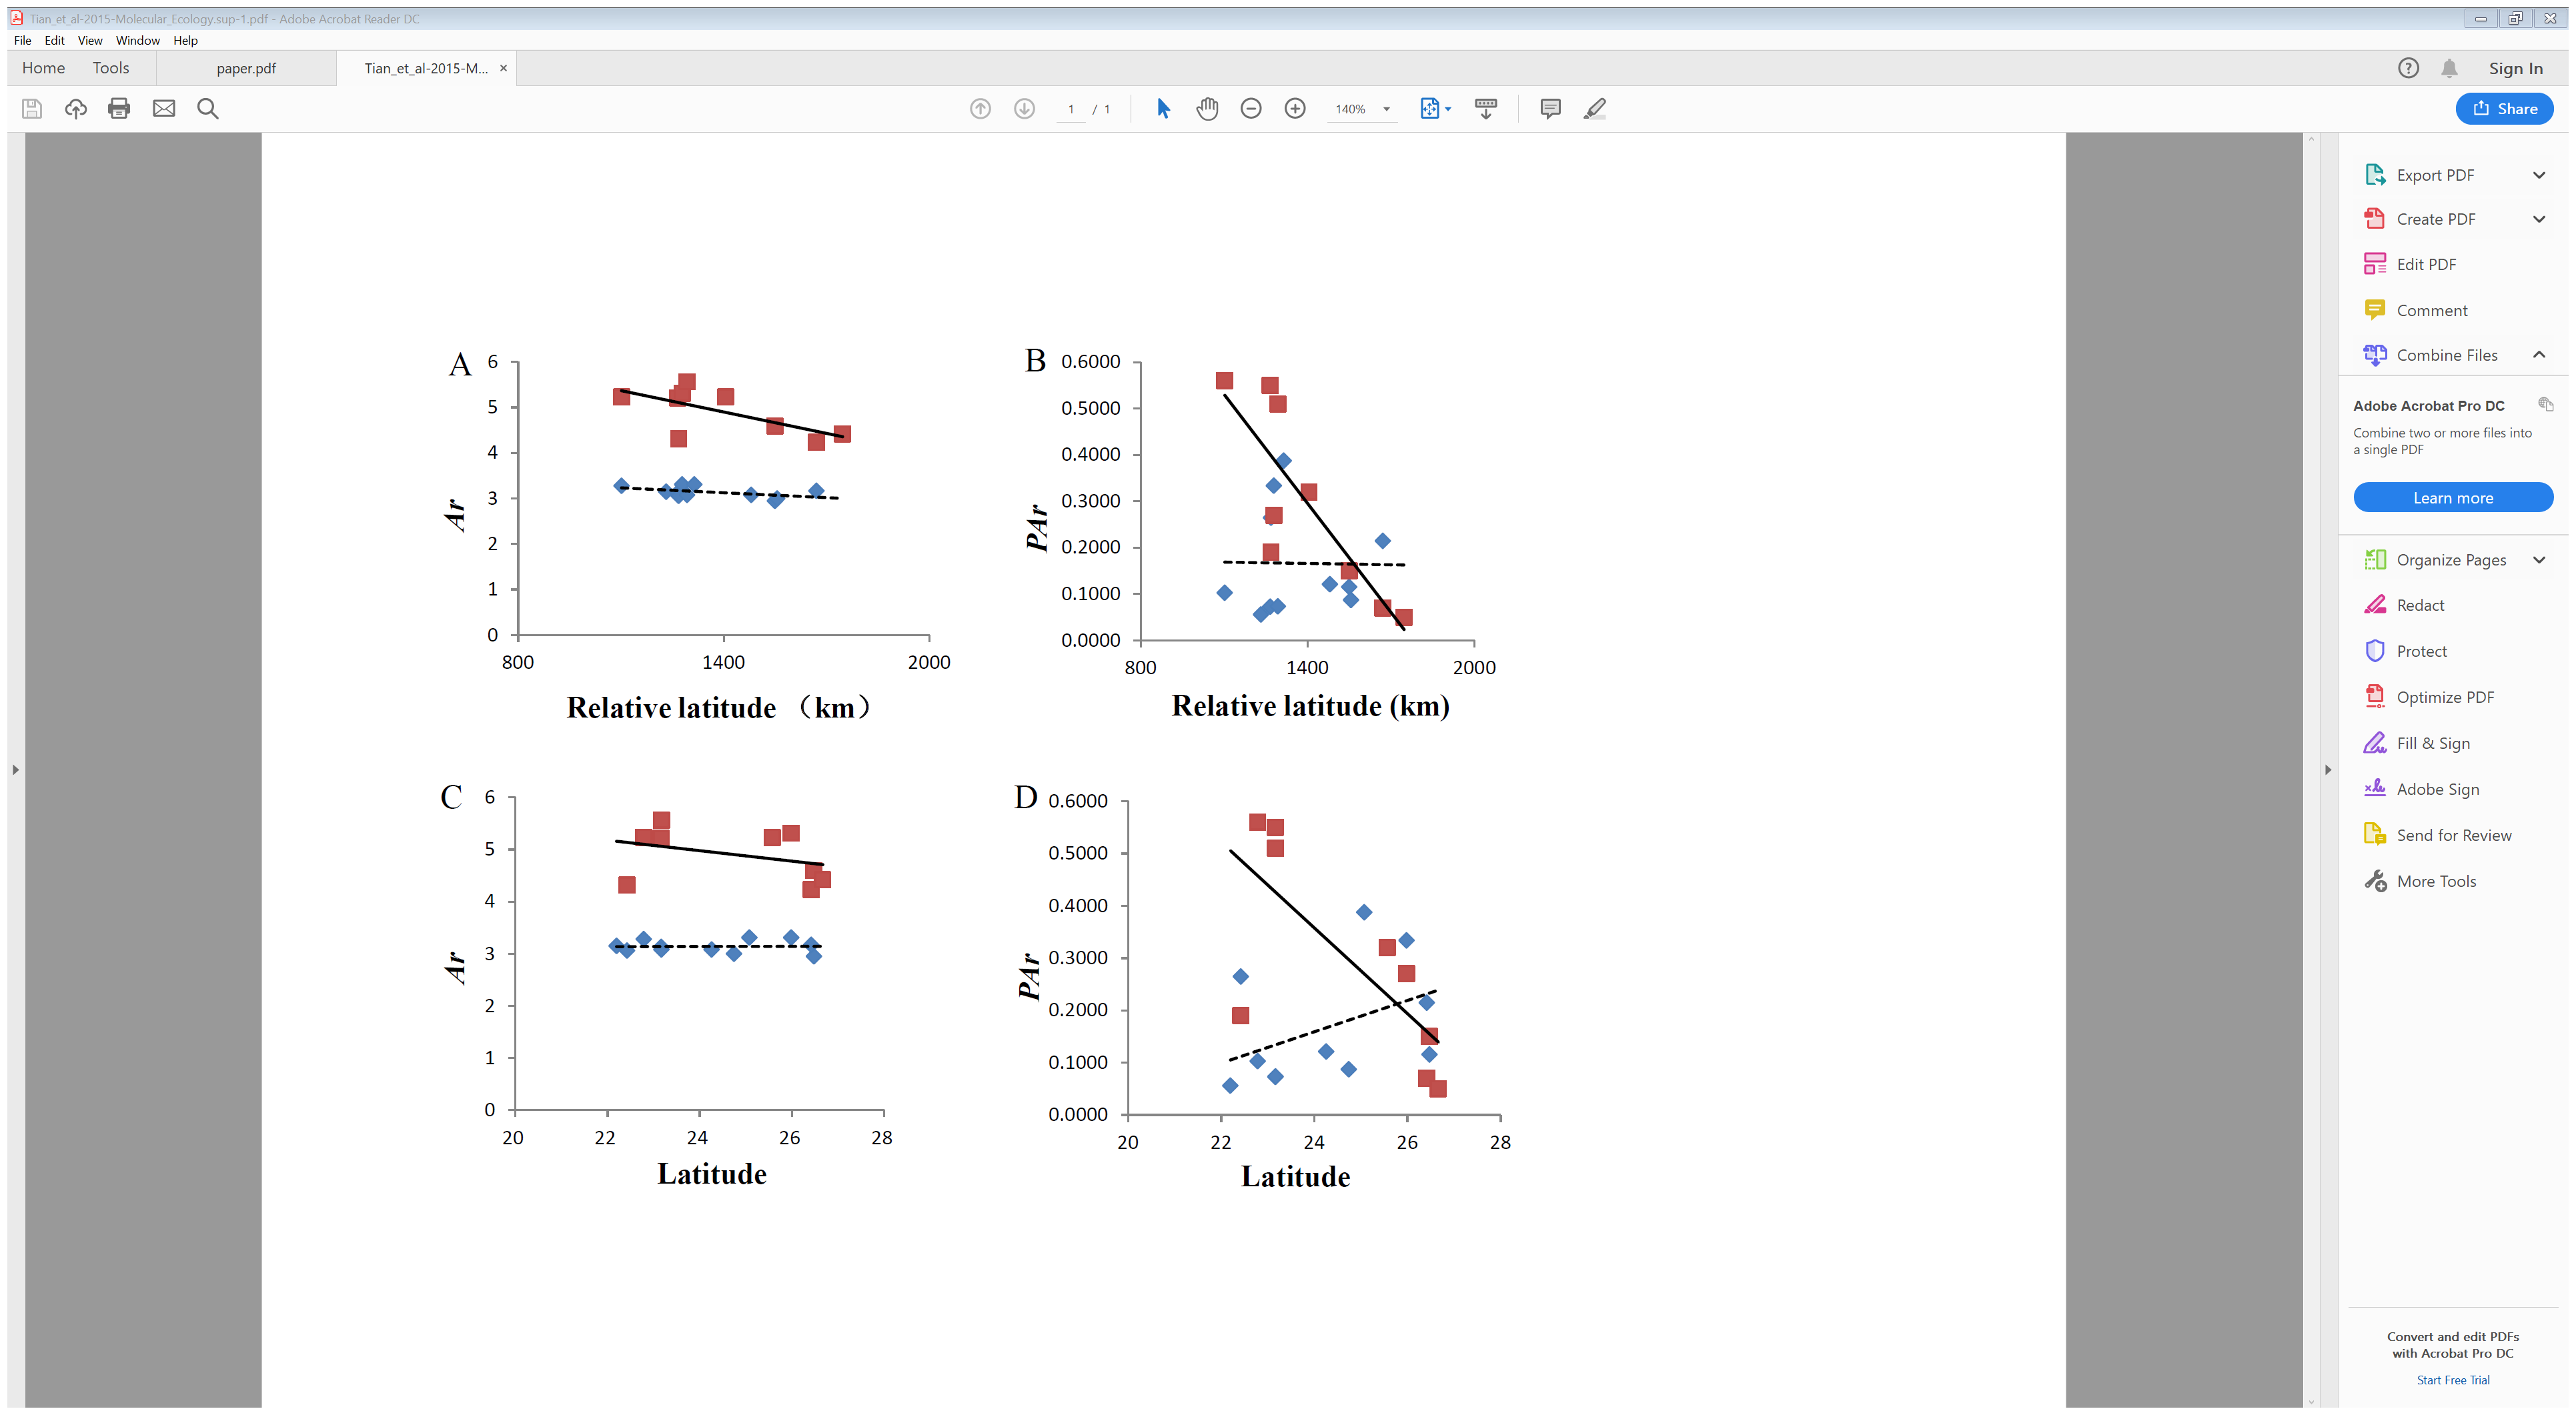 Tian_et_al-2015-Molecular_Ecology.sup-1.pdf - Adobe Acrobat Reader DC
File Edit View Window Help
Home Tools paper.pdf Tian_et_al-2015-M... ×
? Sign In
1 / 1 140% Share
Export PDF
Create PDF
Edit PDF
Comment
Combine Files
Adobe Acrobat Pro DC
Combine two or more files into
a single PDF
Learn more
Organize Pages
Redact
Protect
Optimize PDF
Fill & Sign
Adobe Sign
Send for Review
More Tools
Convert and edit PDFs
with Acrobat Pro DC
Start Free Trial
A
6
5
4
3
2
1
0
Ar
800 1400 2000
Relative latitude （km）
B
0.6000
0.5000
0.4000
0.3000
0.2000
0.1000
0.0000
PAr
800 1400 2000
Relative latitude (km)
C
6
5
4
3
2
1
0
Ar
20 22 24 26 28
Latitude
D
0.6000
0.5000
0.4000
0.3000
0.2000
0.1000
0.0000
PAr
20 22 24 26 28
Latitude